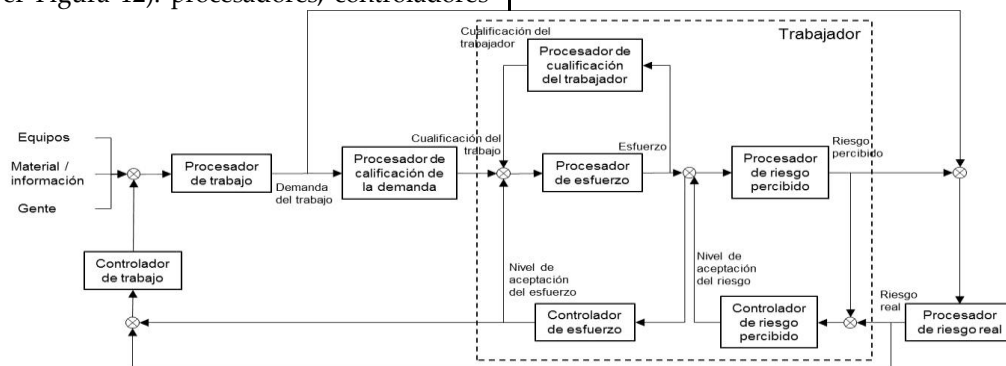 er Figura 12): procesadores, controladores
Trabajador
Cualificación del
trabajador
Procesador de
cualificación
del trabajador
Equipos
Material /
información
Gente
Procesador
de trabajo
Demanda
del trabajo
Procesador de
calificación de
la demanda
Cualificación del
trabajo
Procesador
de esfuerzo
Esfuerzo
Procesador
de riesgo
percibido
Riesgo
percibido
Controlador
de trabajo
Nivel de
aceptación
del esfuerzo
Controlador
de esfuerzo
Nivel de
aceptación
del riesgo
Controlador
de riesgo
percibido
Riesgo
real
Procesador
de riesgo real